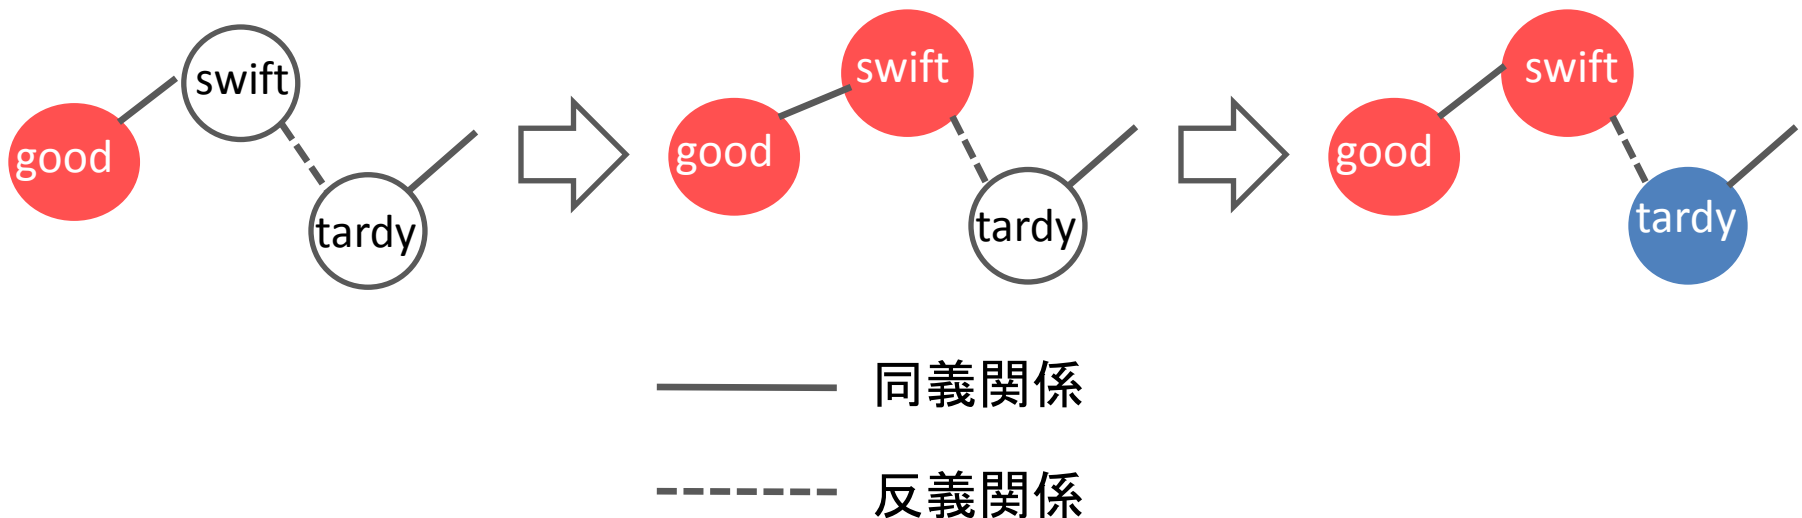 good
swift
tardy
good
swift
tardy
good
swift
tardy
同義関係
反義関係